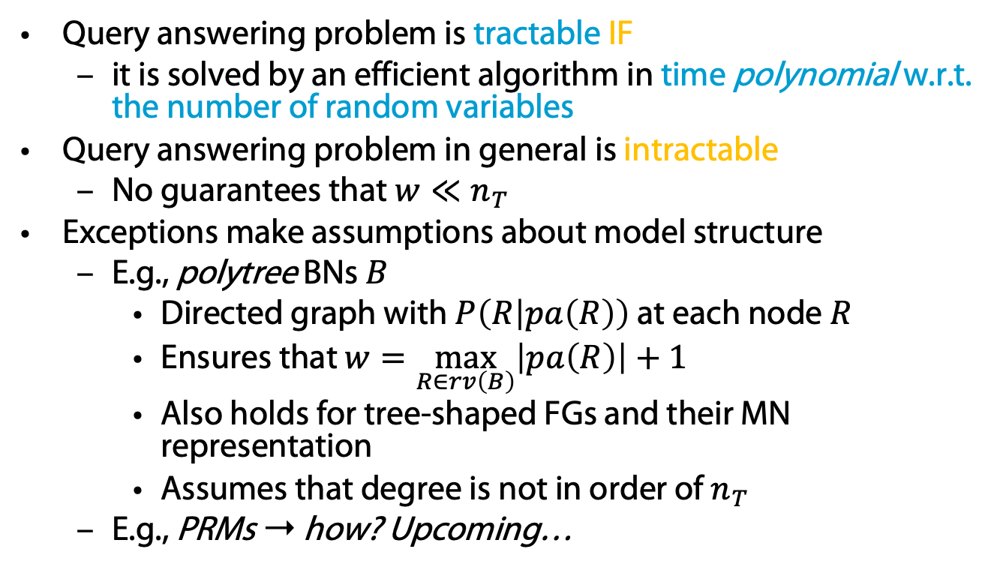 • Query answering problem is tractable IF
– it is solved by an efficient algorithm in time polynomial w.r.t.
the number of random variables
• Query answering problem in general is intractable
– No guarantees that w ≪ n_T
• Exceptions make assumptions about model structure
– E.g., polytree BNs B
• Directed graph with P(R|pa(R)) at each node R
• Ensures that w = max_{R∈rv(B)} |pa(R)| + 1
• Also holds for tree-shaped FGs and their MN
representation
• Assumes that degree is not in order of n_T
– E.g., PRMs → how? Upcoming…